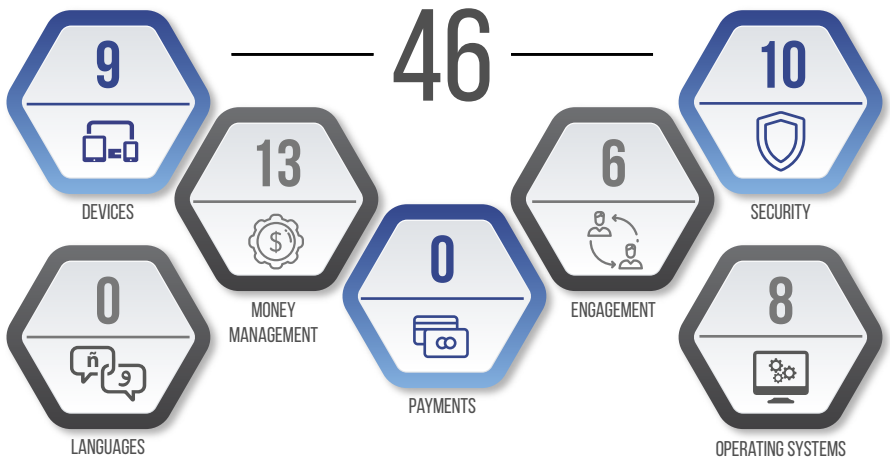 46
9
DEVICES
13
MONEY
MANAGEMENT
0
PAYMENTS
6
ENGAGEMENT
10
SECURITY
0
ñ
و
LANGUAGES
$
8
OPERATING SYSTEMS